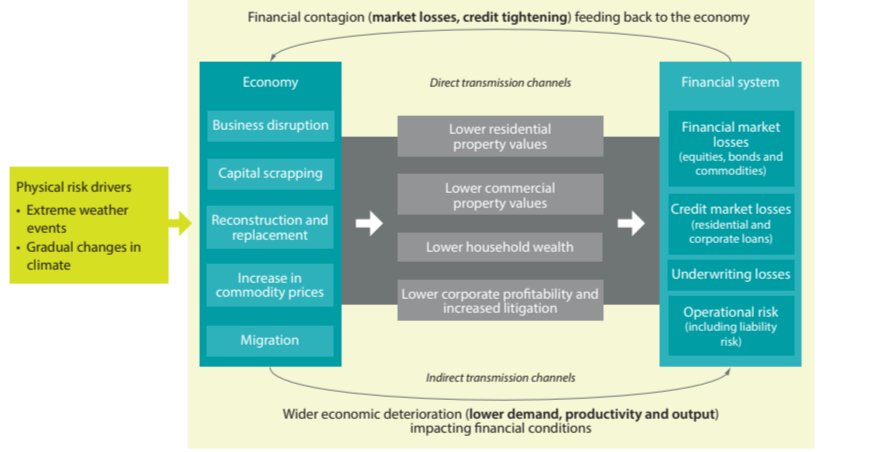 Financial contagion (market losses, credit tightening) feeding back to the economy
Economy
Direct transmission channels
Financial system
Physical risk drivers
• Extreme weather
events
• Gradual changes in
climate
Business disruption
Capital scrapping
Reconstruction and
replacement
Increase in
commodity prices
Migration
Lower residential
property values
Lower commercial
property values
Lower household wealth
Lower corporate profitability and
increased litigation
Financial market
losses
(equities, bonds and
commodities)
Credit market losses
(residential and
corporate loans)
Underwriting losses
Operational risk
(including liability
risk)
Indirect transmission channels
Wider economic deterioration (lower demand, productivity and output)
impacting financial conditions